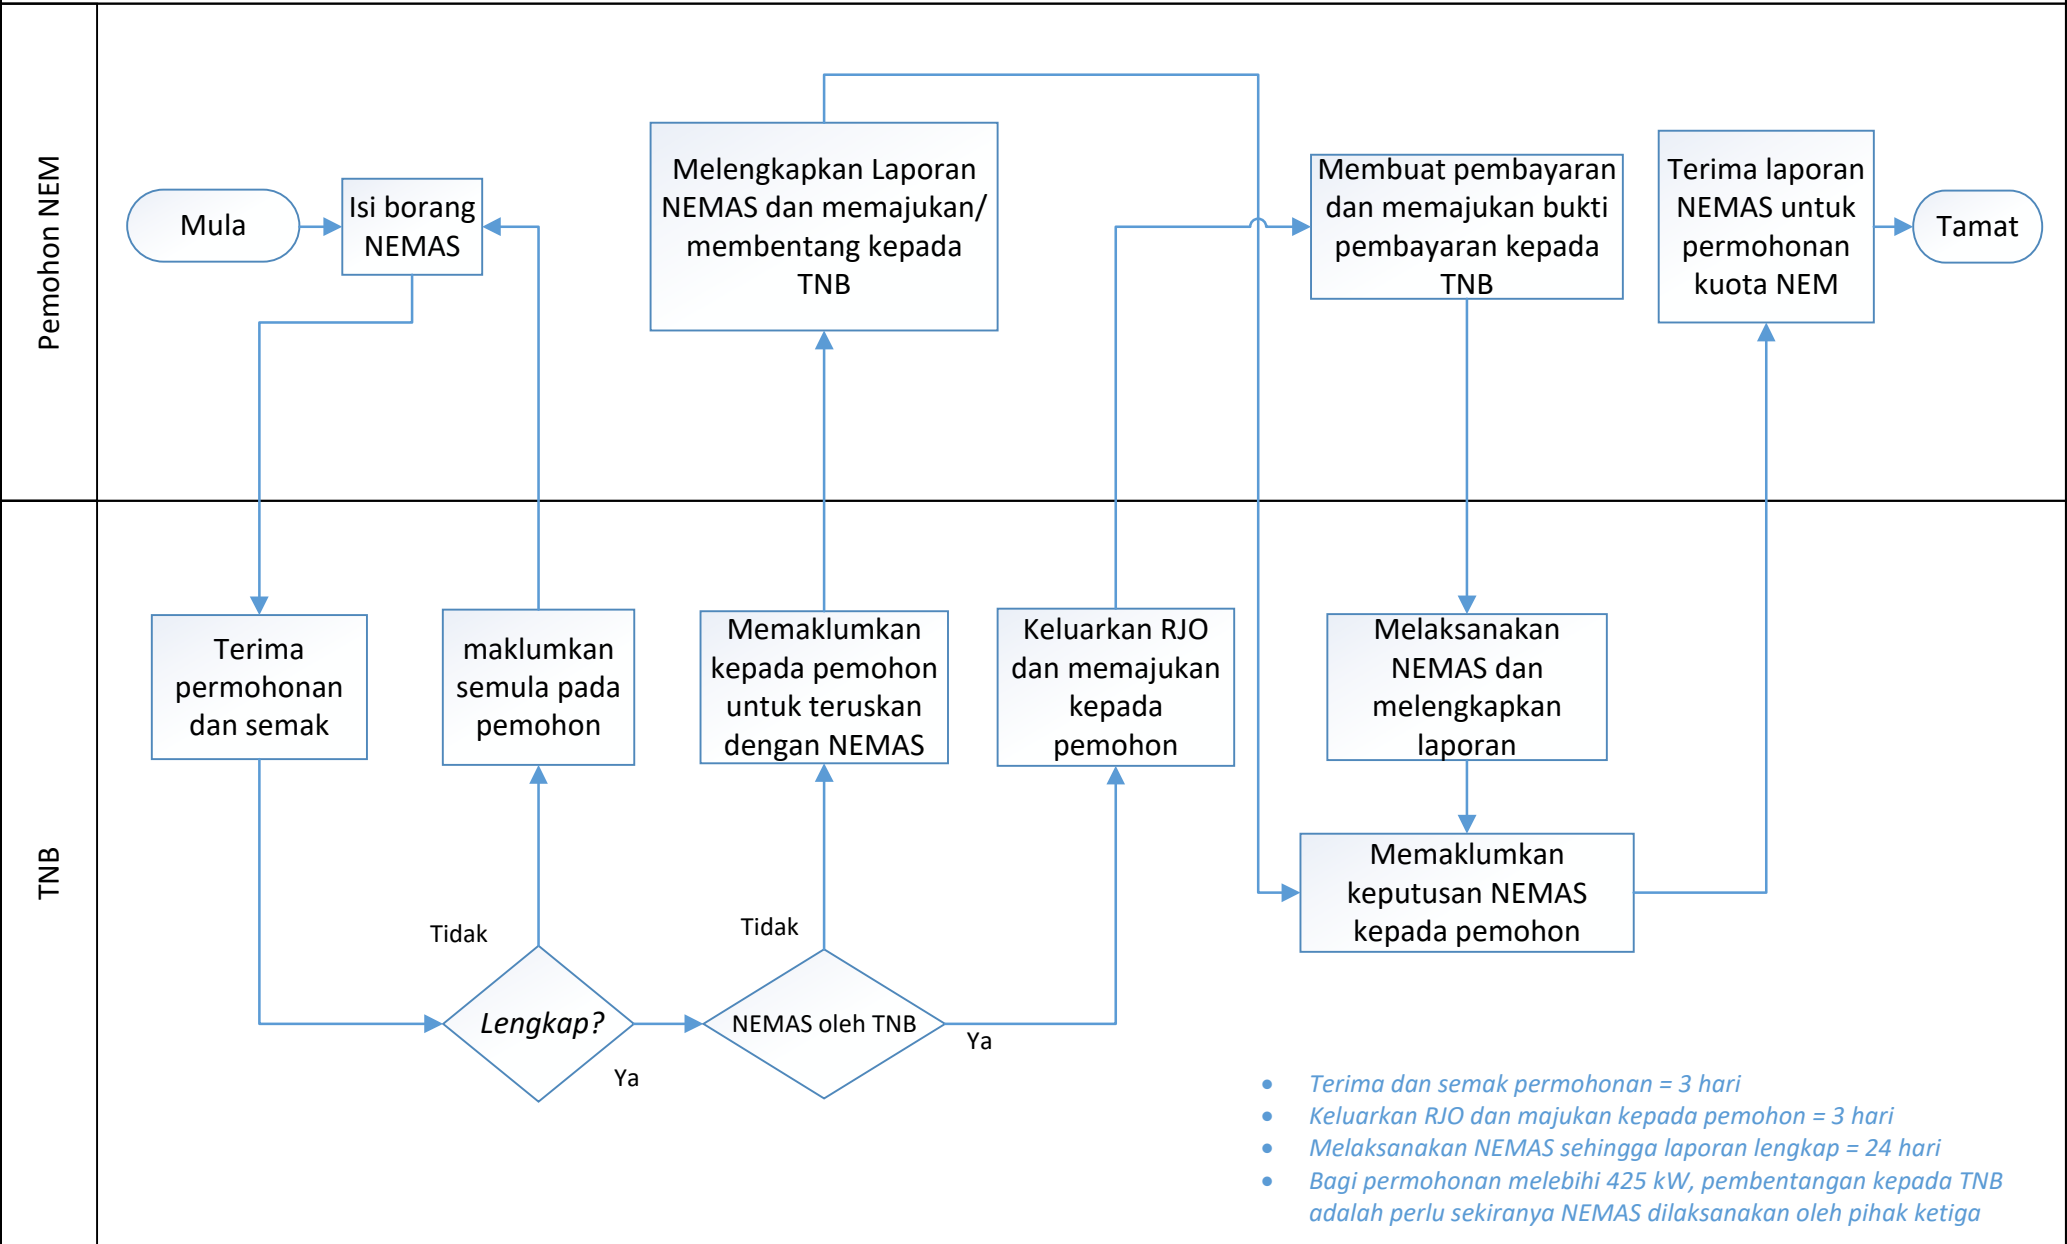 Pemohon NEM
Mula
Isi borang
NEMAS
Melengkapkan Laporan
NEMAS dan memajukan/
membentang kepada
TNB
Membuat pembayaran
dan memajukan bukti
pembayaran kepada
TNB
Terima laporan
NEMAS untuk
permohonan
kuota NEM
Tamat
TNB
Terima
permohonan
dan semak
maklumkan
semula pada
pemohon
Memaklumkan
kepada pemohon
untuk teruskan
dengan NEMAS
Keluarkan RJO
dan memajukan
kepada
pemohon
Melaksanakan
NEMAS dan
melengkapkan
laporan
Memaklumkan
keputusan NEMAS
kepada pemohon
Tidak
Lengkap?
Ya
Tidak
NEMAS oleh TNB
Ya
• Terima dan semak permohonan = 3 hari
• Keluarkan RJO dan majukan kepada pemohon = 3 hari
• Melaksanakan NEMAS sehingga laporan lengkap = 24 hari
• Bagi permohonan melebihi 425 kW, pembentangan kepada TNB
adalah perlu sekiranya NEMAS dilaksanakan oleh pihak ketiga